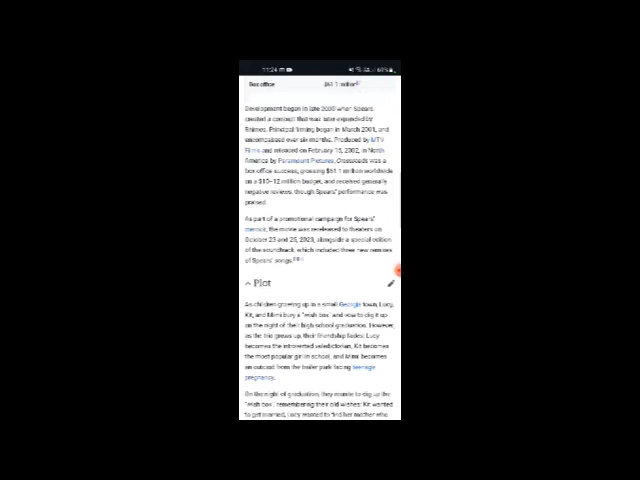 11:24
Box office $61.1 million
Development began in late 2000 when Spears
created a concept that was later expanded by
Rhimes. Principal filming began in March 2001, and
encompassed over six months. Produced by MTV
Films and released on February 15, 2002, in North
America by Paramount Pictures, Crossroads was a
box office success, grossing $61.1 million worldwide
on a $10–12 million budget, and received generally
negative reviews, though Spears' performance was
praised.
As part of a promotional campaign for Spears'
memoir, the movie was rereleased to theaters on
October 23 and 25, 2023, alongside a special edition
of the soundtrack, which included three new remixes
of Spears' songs.
Plot
As children growing up in a small Georgia town, Lucy,
Kit, and Mimi bury a "wish box" and vow to dig it up
on the night of their high school graduation. However,
as the trio grows up, their friendship fades: Lucy
becomes the introverted valedictorian, Kit becomes
the most popular girl in school, and Mimi becomes
an outcast from the trailer park facing teenage
pregnancy.
On the night of graduation, they reunite to dig up the
"wish box", remembering their old wishes: Kit wanted
to get married, Lucy wanted to find her mother who